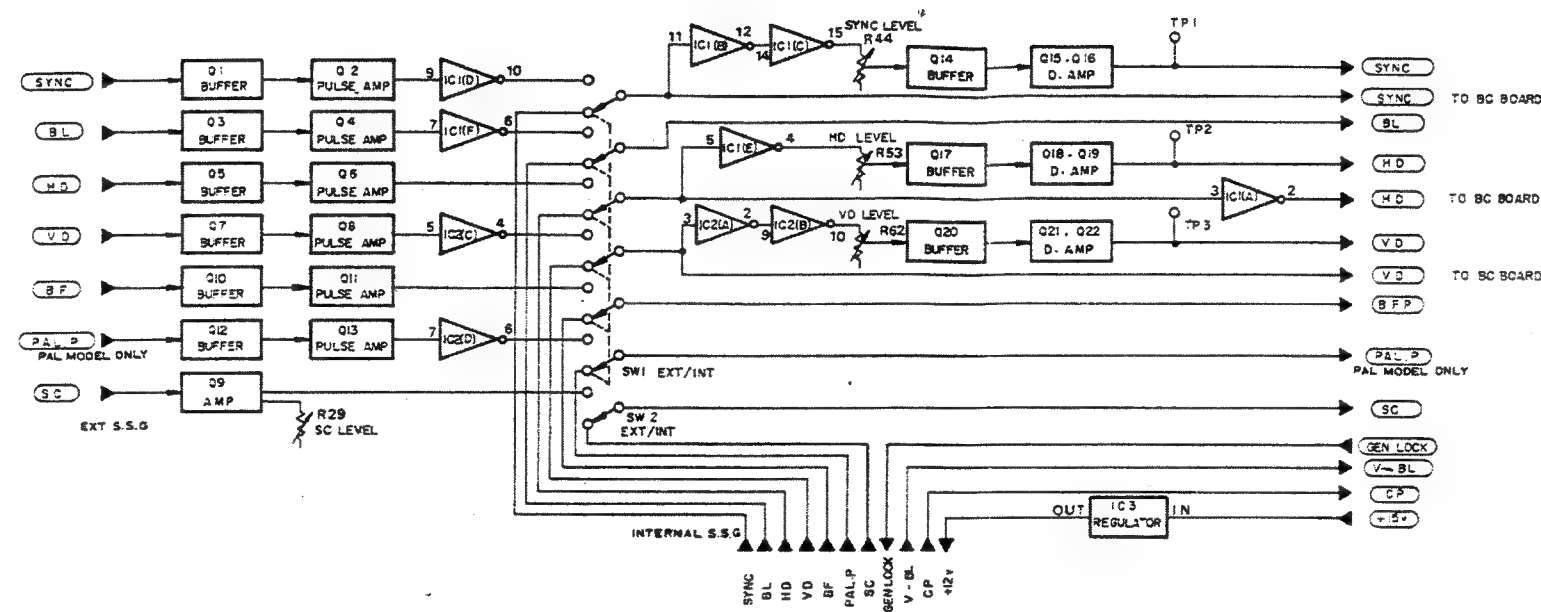 SYNC
Q1
BUFFER
Q2
PULSE AMP
9
IC1(D)
10
BL
Q3
BUFFER
Q4
PULSE AMP
7
IC1(F)
6
HD
Q5
BUFFER
Q6
PULSE AMP
VD
Q7
BUFFER
Q8
PULSE AMP
5
IC2(C)
4
BF
Q10
BUFFER
Q11
PULSE AMP
PAL.P
PAL MODEL ONLY
Q12
BUFFER
Q13
PULSE AMP
7
IC2(D)
6
SC
Q9
AMP
R29
SC LEVEL
EXT S.S.G
11
IC1(B)
12
14
IC1(C)
15
SYNC LEVEL
R44
Q14
BUFFER
Q15.Q16
D. AMP
TP1
SYNC
SYNC
TO BC BOARD
BL
5
IC1(E)
4
HD LEVEL
R53
Q17
BUFFER
Q18.Q19
D. AMP
TP2
HD
3
IC1(A)
2
HD
TO BC BOARD
3
IC2(A)
2
9
IC2(B)
10
VD LEVEL
R62
Q20
BUFFER
Q21. Q22
D. AMP
TP3
VD
VD
TO SC BOARD
BFP
SW1 EXT/INT
PAL.P
PAL MODEL ONLY
SW 2
EXT/INT
SC
GEN LOCK
V-BL
CP
OUT
IC3
REGULATOR
IN
+15V
INTERNAL S.S.G
SYNC
BL
HD
VD
BF
PAL.P
SC
GENLOCK
V-BL
CP
+12V